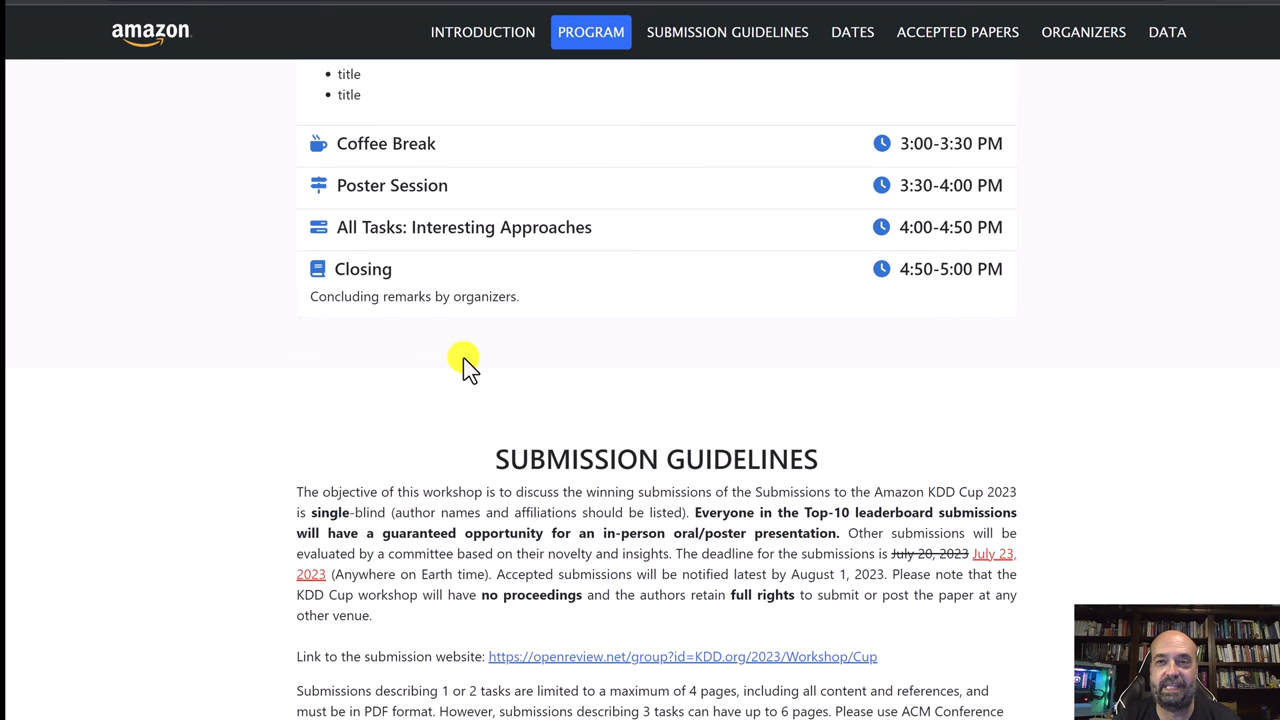 amazon
INTRODUCTION PROGRAM SUBMISSION GUIDELINES DATES ACCEPTED PAPERS ORGANIZERS DATA
• title
• title
Coffee Break 3:00-3:30 PM
Poster Session 3:30-4:00 PM
All Tasks: Interesting Approaches 4:00-4:50 PM
Closing 4:50-5:00 PM
Concluding remarks by organizers.
SUBMISSION GUIDELINES
The objective of this workshop is to discuss the winning submissions of the Submissions to the Amazon KDD Cup 2023
is single-blind (author names and affiliations should be listed). Everyone in the Top-10 leaderboard submissions
will have a guaranteed opportunity for an in-person oral/poster presentation. Other submissions will be
evaluated by a committee based on their novelty and insights. The deadline for the submissions is July 20, 2023 July 23,
2023 (Anywhere on Earth time). Accepted submissions will be notified latest by August 1, 2023. Please note that the
KDD Cup workshop will have no proceedings and the authors retain full rights to submit or post the paper at any
other venue.
Link to the submission website: https://openreview.net/group?id=KDD.org/2023/Workshop/Cup
Submissions describing 1 or 2 tasks are limited to a maximum of 4 pages, including all content and references, and
must be in PDF format. However, submissions describing 3 tasks can have up to 6 pages. Please use ACM Conference